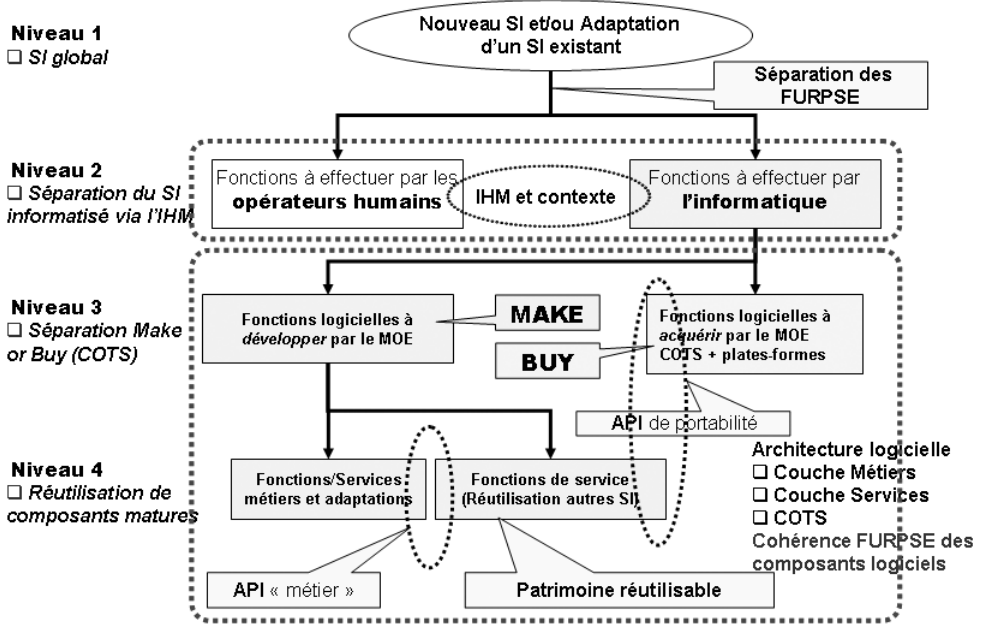 Niveau 1
❑ SI global
Nouveau SI et/ou Adaptation
d'un SI existant
Séparation des
FURPSE
Niveau 2
❑ Séparation du SI
informatisé via l'IHM
Fonctions à effectuer par les
opérateurs humains
IHM et contexte
Fonctions à effectuer par
l'informatique
Niveau 3
❑ Séparation Make
or Buy (COTS)
Fonctions logicielles à
développer par le MOE
MAKE
BUY
Fonctions logicielles à
acquérir par le MOE
COTS + plates-formes
API de portabilité
Niveau 4
❑ Réutilisation de
composants matures
Fonctions/Services
métiers et adaptations
Fonctions de service
(Réutilisation autres SI)
Architecture logicielle
❑ Couche Métiers
❑ Couche Services
❑ COTS
Cohérence FURPSE des
composants logiciels
API « métier »
Patrimoine réutilisable